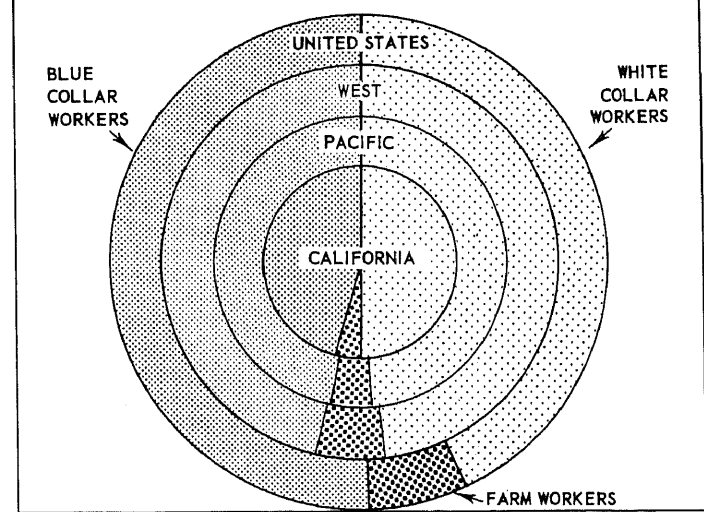 UNITED STATES
BLUE
COLLAR
WORKERS
WHITE
COLLAR
WORKERS
WEST
PACIFIC
CALIFORNIA
FARM WORKERS